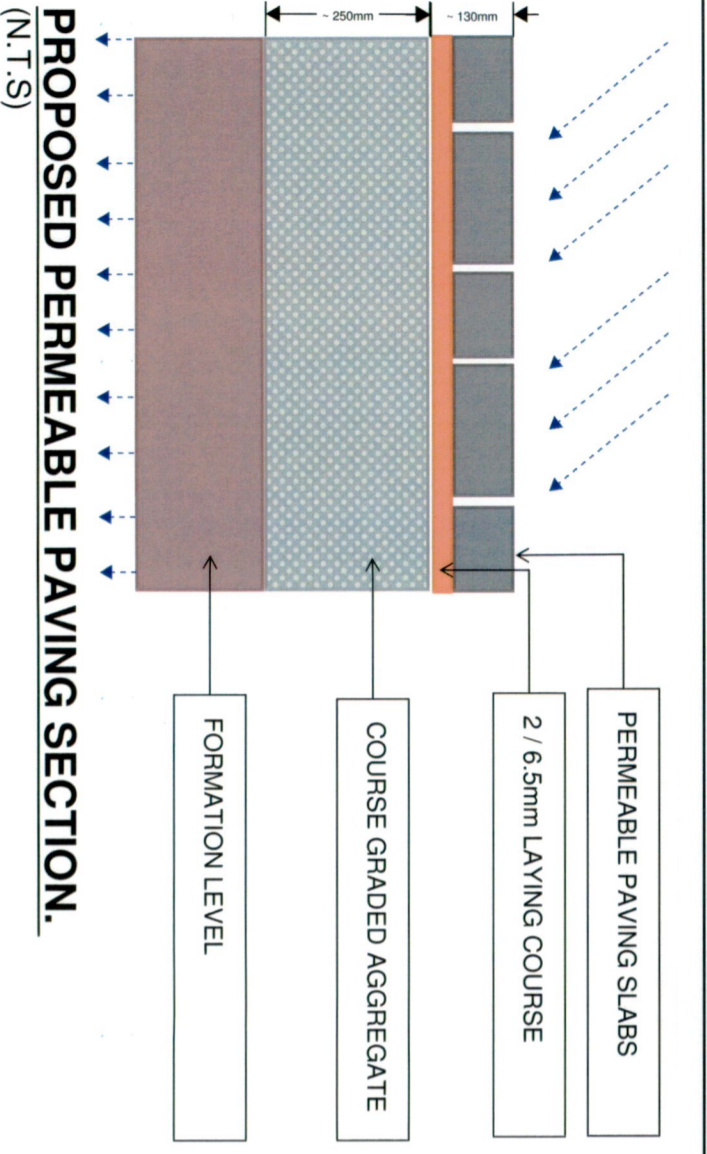 ~ 130mm
~ 250mm
PERMEABLE PAVING SLABS
2 / 6.5mm LAYING COURSE
COURSE GRADED AGGREGATE
FORMATION LEVEL
PROPOSED PERMEABLE PAVING SECTION.
(N.T.S)